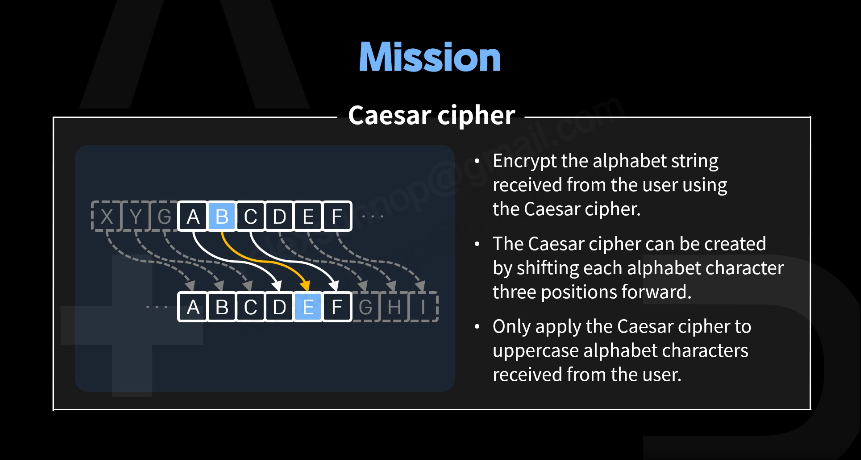 Mission
Caesar cipher
X Y G A B C D E F ···
··· A B C D E F G H I
• Encrypt the alphabet string
received from the user using
the Caesar cipher.
• The Caesar cipher can be created
by shifting each alphabet character
three positions forward.
• Only apply the Caesar cipher to
uppercase alphabet characters
received from the user.